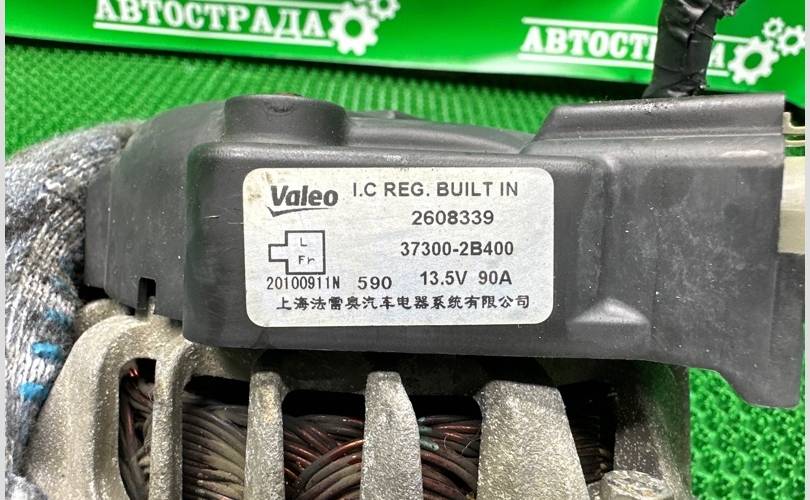 АВТОСТРАДА
АВТОСТРАДА
Valeo I.C REG. BUILT IN
2608339
L
Fr
37300-2B400
20100911N 590 13.5V 90A
上海法雷奥汽车电器系统有限公司